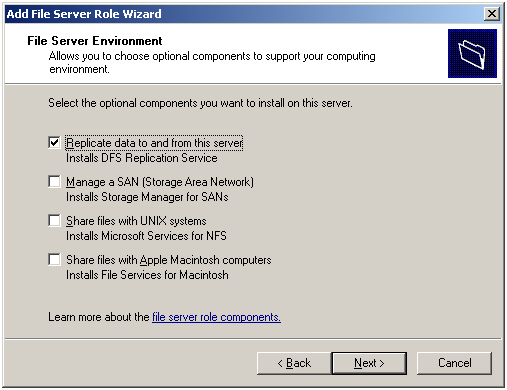 Add File Server Role Wizard
File Server Environment
Allows you to choose optional components to support your computing
environment.
Select the optional components you want to install on this server.
Replicate data to and from this server
Installs DFS Replication Service
Manage a SAN (Storage Area Network)
Installs Storage Manager for SANs
Share files with UNIX systems
Installs Microsoft Services for NFS
Share files with Apple Macintosh computers
Installs File Services for Macintosh
Learn more about the file server role components.
< Back
Next >
Cancel